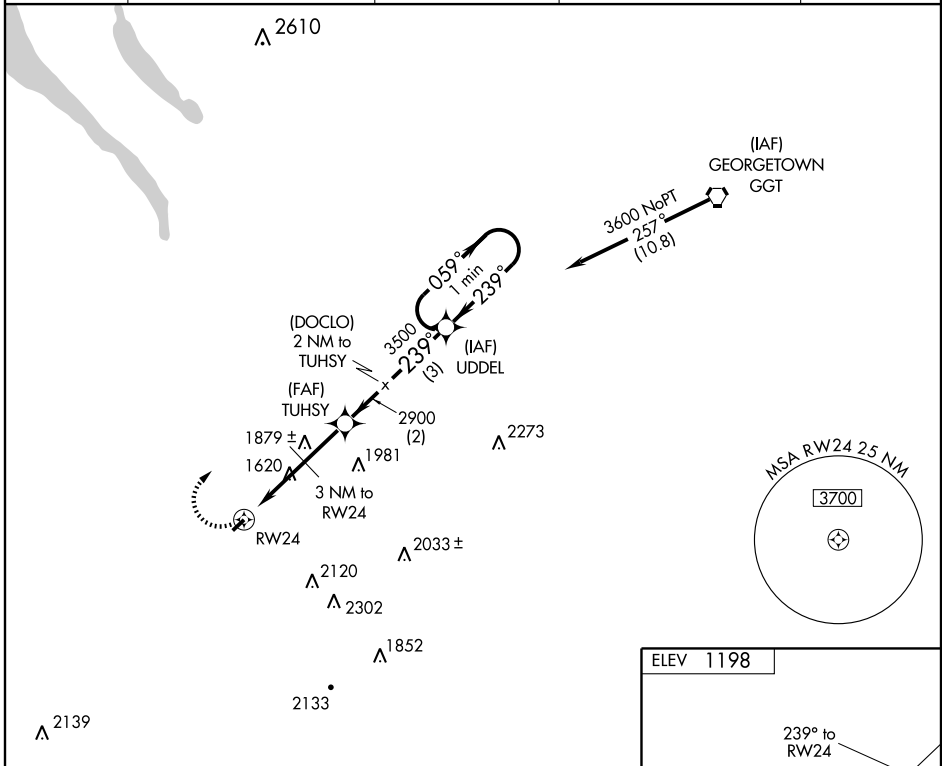 2610
(IAF)
GEORGETOWN
GGT
3600 NoPT
257°
(10.8)
059°
1 min
239°
(DOCLO)
2 NM to
TUHSY
3500
239°
(3)
(IAF)
UDDEL
(FAF)
TUHSY
2900
(2)
1879 ±
1981
2273
1620
3 NM to
RW24
MSA RW24 25 NM
3700
RW24
2033 ±
2120
2302
1852
2133
2139
ELEV 1198
239° to
RW24